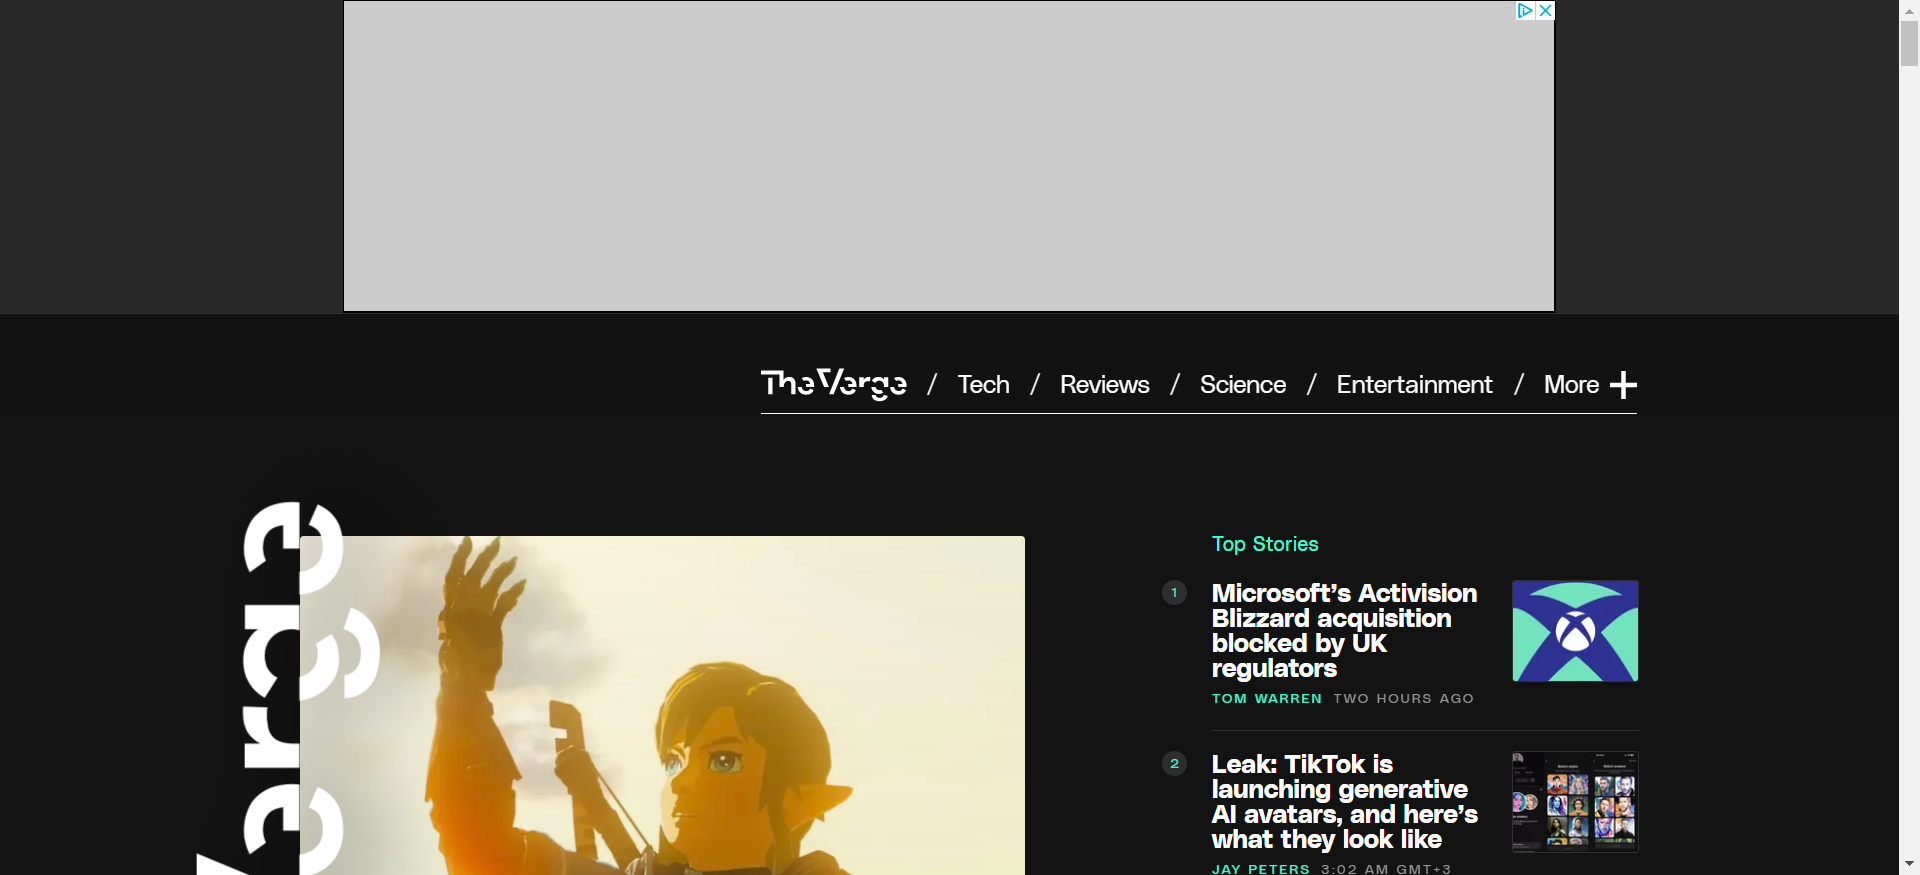 The Verge / Tech / Reviews / Science / Entertainment / More
Verge
Top Stories
1
Microsoft's Activision
Blizzard acquisition
blocked by UK
regulators
TOM WARREN TWO HOURS AGO
2
Leak: TikTok is
launching generative
AI avatars, and here's
what they look like
JAY PETERS 3:02 AM GMT+3